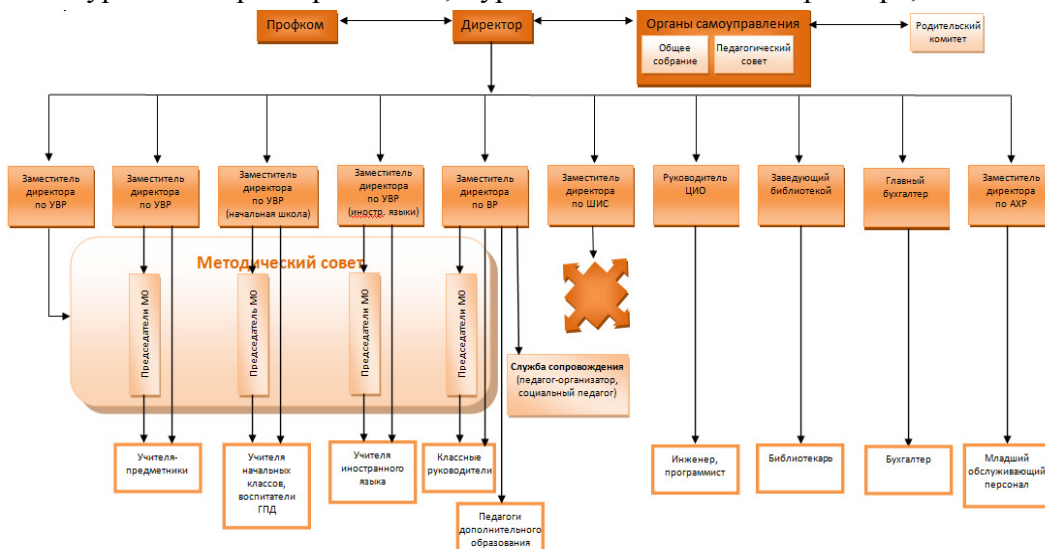 Профком
Директор
Органы самоуправления
Общее
собрание
Педагогический
совет
Родительский
комитет
Заместитель
директора
по УВР
Заместитель
директора
по УВР
Заместитель
директора
по УВР
(начальная школа)
Заместитель
директора
по УВР
(иностр. языки)
Заместитель
директора
по ВР
Заместитель
директора
по ШИС
Руководитель
ЦИО
Заведующий
библиотекой
Главный
бухгалтер
Заместитель
директора
по АХР
Методический совет
Председатели МО
Председатель МО
Председатели МО
Председатели МО
Служба сопровождения
(педагог-организатор,
социальный педагог)
Учителя-
предметники
Учителя
начальных
классов,
воспитатели
ГПД
Учителя
иностранного
языка
Классные
руководители
Педагоги
дополнительного
образования
Инженер,
программист
Библиотекарь
Бухгалтер
Младший
обслуживающий
персонал